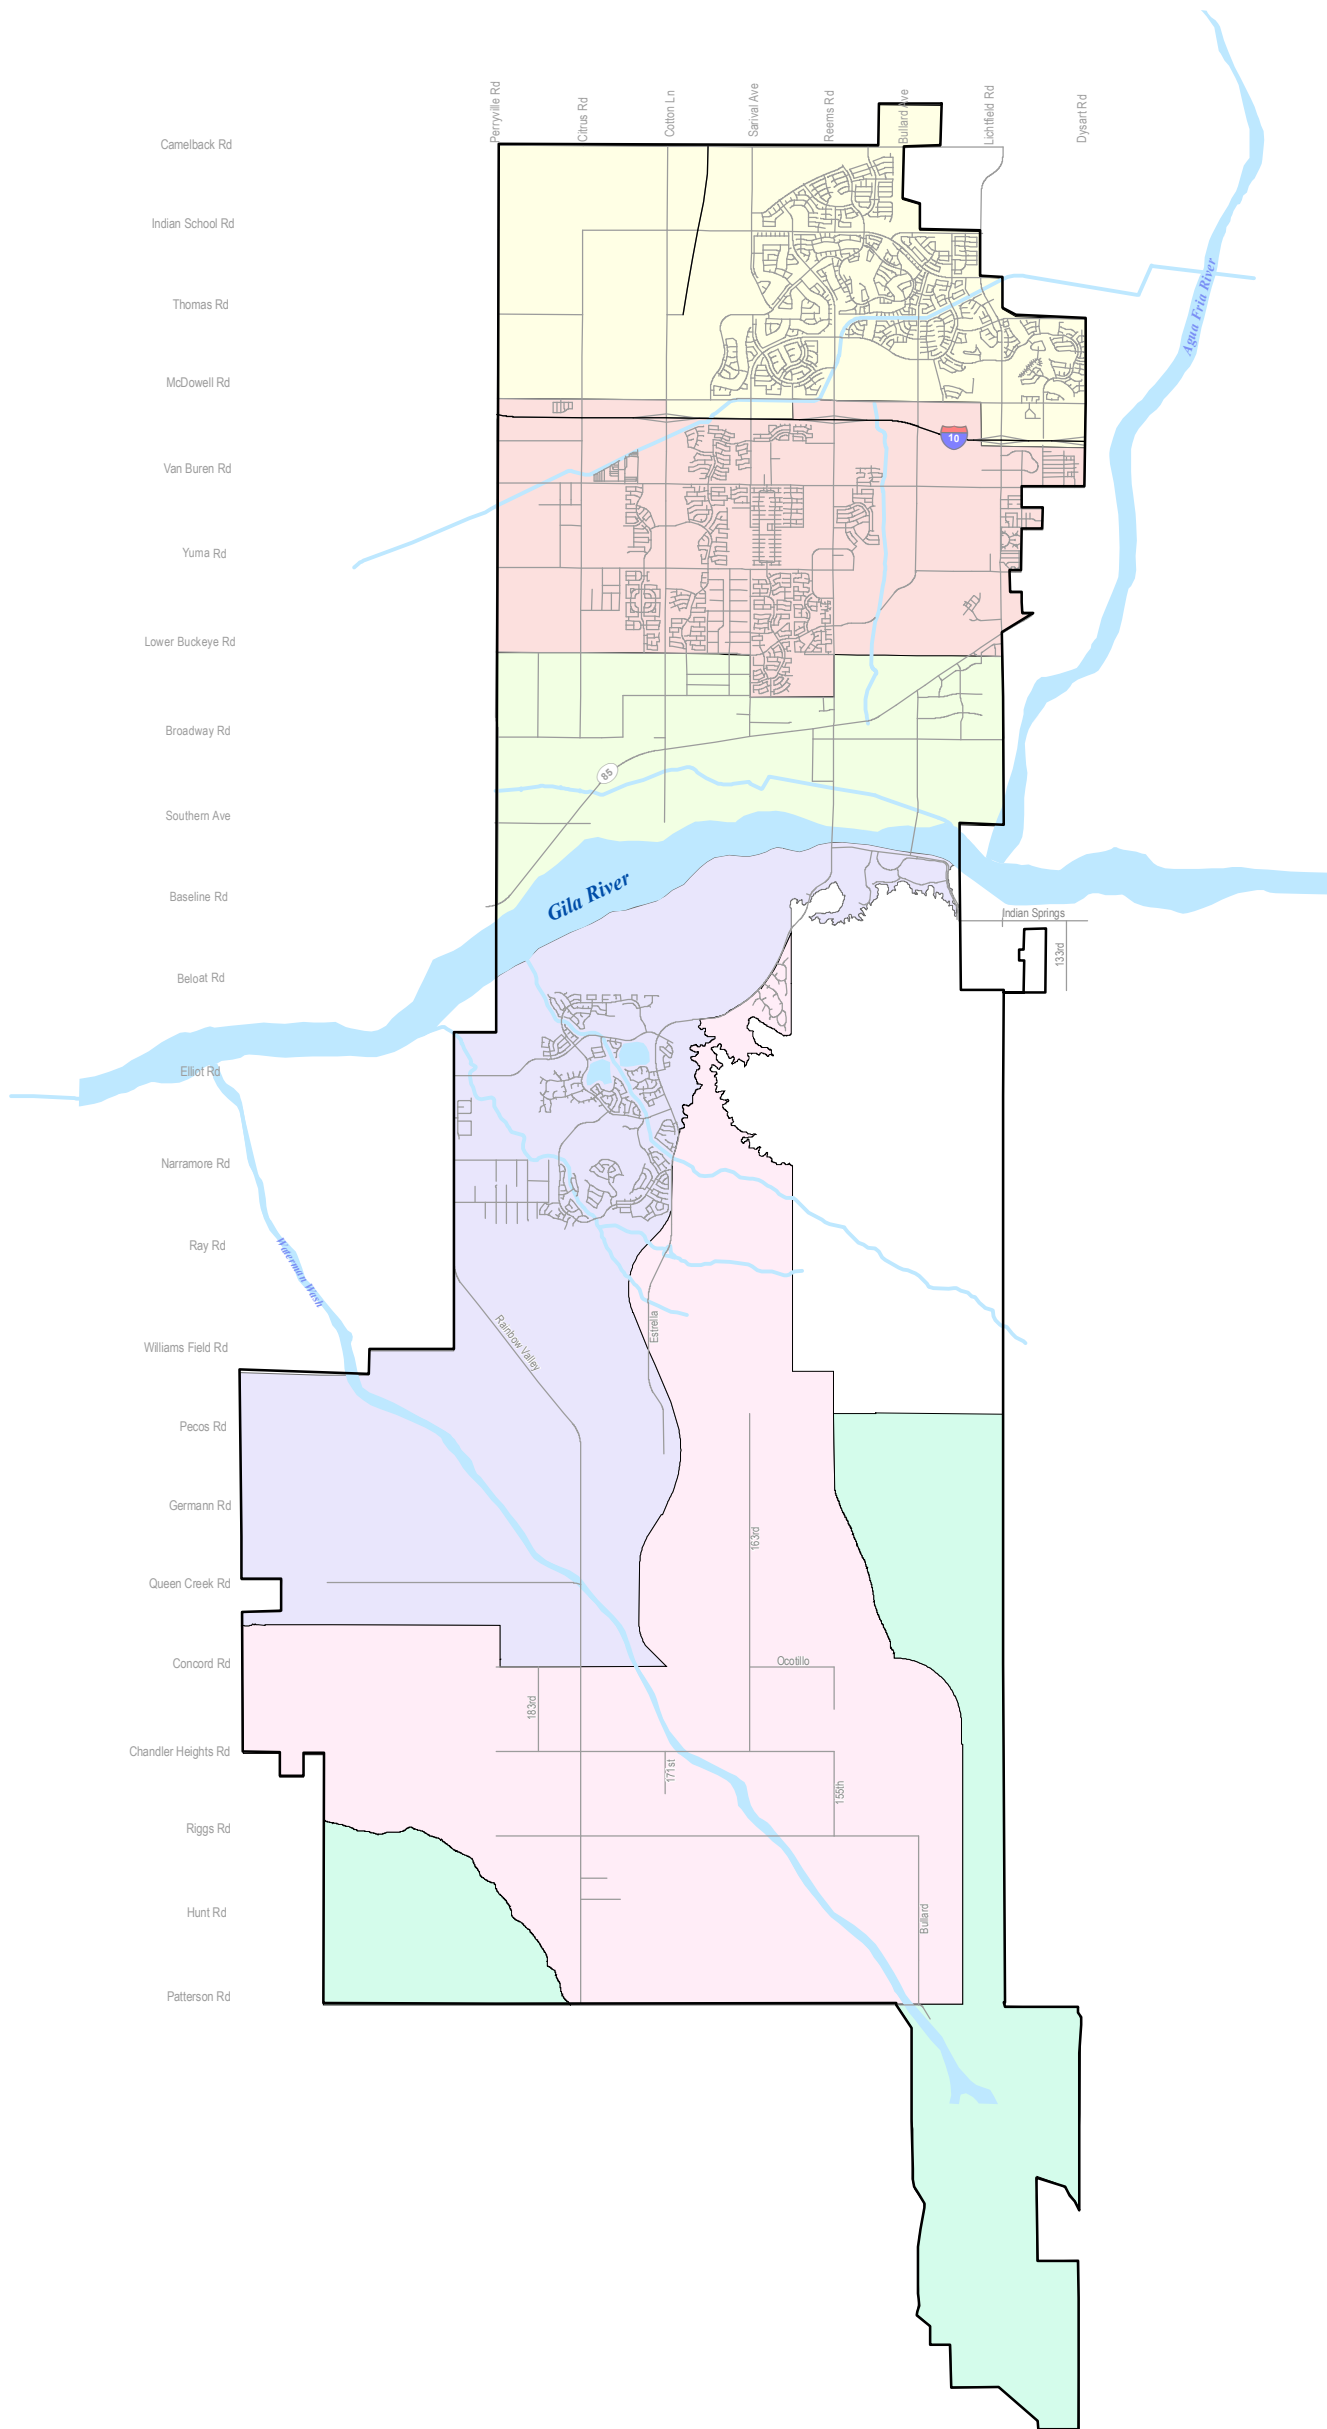 Perryville Rd
Citrus Rd
Cotton Ln
Sarival Ave
Reems Rd
Bullard Ave
Lichtfield Rd
Dysart Rd
Camelback Rd
Indian School Rd
Thomas Rd
Agua Fria River
McDowell Rd
10
Van Buren Rd
Yuma Rd
Lower Buckeye Rd
Broadway Rd
85
Southern Ave
Baseline Rd
Gila River
Indian Springs
133rd
Beloat Rd
Elliot Rd
Narramore Rd
Ray Rd
Waterman Wash
Williams Field Rd
Rainbow Valley
Estrella
Pecos Rd
Germann Rd
163rd
Queen Creek Rd
Concord Rd
Ocotillo
183rd
Chandler Heights Rd
171st
155th
Riggs Rd
Hunt Rd
Bullard
Patterson Rd